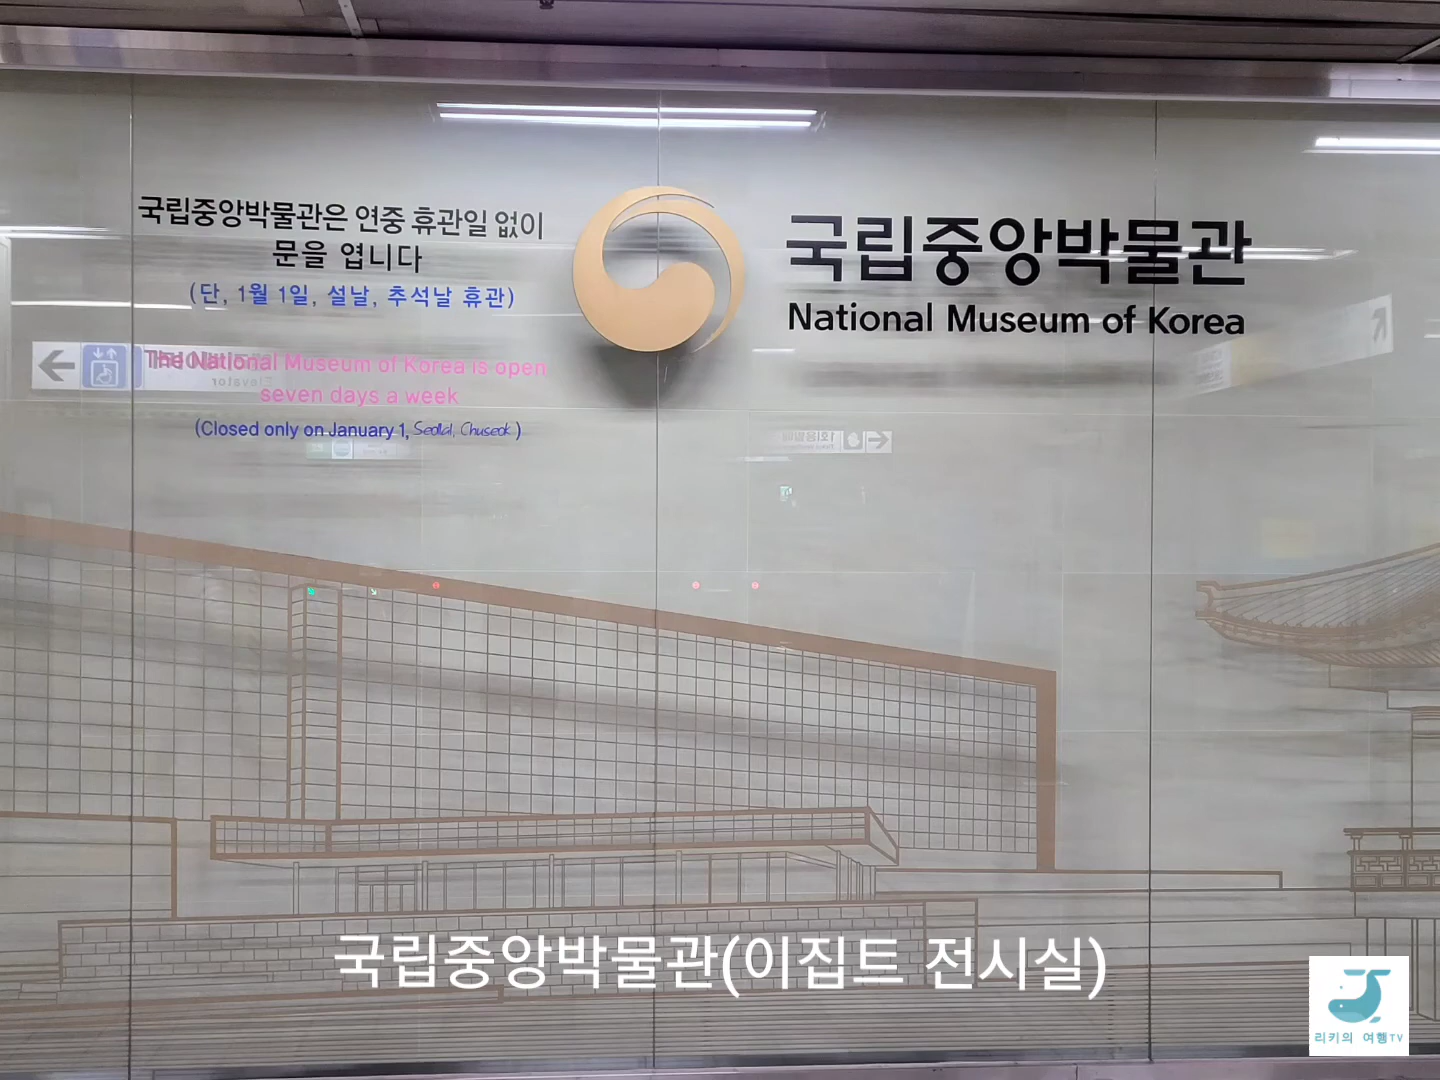 국립중앙박물관은 연중 휴관일 없이
문을 엽니다
(단, 1월 1일, 설날, 추석날 휴관)
The National Museum of Korea is open
seven days a week
(Closed only on January 1, Seollal, Chuseok)
국립중앙박물관
National Museum of Korea
Elevator
국립중앙박물관(이집트 전시실)
리키의 여행TV